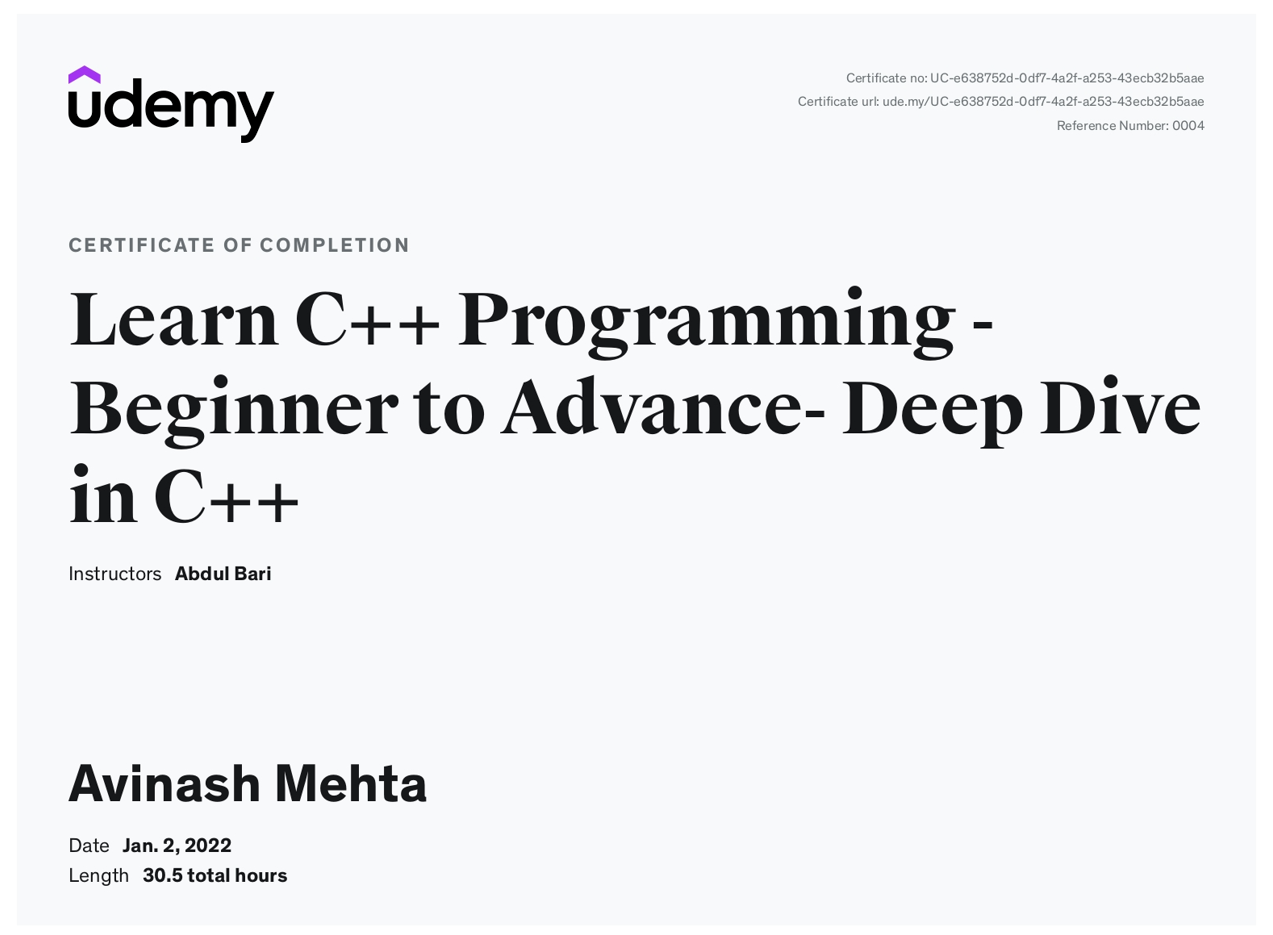 udemy
Certificate no: UC-e638752d-0df7-4a2f-a253-43ecb32b5aae
Certificate url: ude.my/UC-e638752d-0df7-4a2f-a253-43ecb32b5aae
Reference Number: 0004
CERTIFICATE OF COMPLETION
Learn C++ Programming -
Beginner to Advance- Deep Dive
in C++
Instructors Abdul Bari
Avinash Mehta
Date Jan. 2, 2022
Length 30.5 total hours